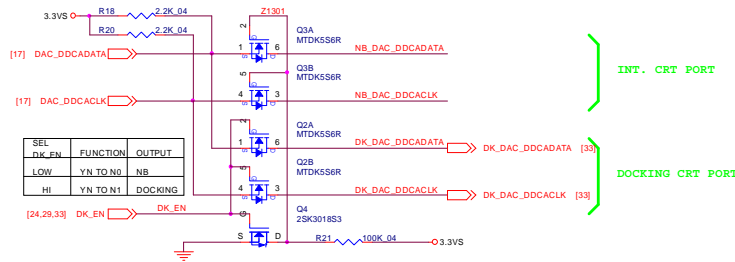 R18 2.2K_04 Z1301
3.3VS
R20 2.2K_04 2 Q3A
MTDK5S6R
G
[17] DAC_DDCADATA 1 6 NB_DAC_DDCADATA
S D
Q3B
5 MTDK5S6R
G
INT. CRT PORT
[17] DAC_DDCACLK 4 3 NB_DAC_DDCACLK
S D
Q2A
2 MTDK5S6R
G
SEL
DK_EN FUNCTION OUTPUT
LOW YN TO N0 NB
HI YN TO N1 DOCKING
1 6 DK_DAC_DDCADATA DK_DAC_DDCADATA [33]
S D
Q2B
5 MTDK5S6R
G
DOCKING CRT PORT
4 3 DK_DAC_DDCACLK DK_DAC_DDCACLK [33]
S D
[24,29,33] DK_EN DK_EN
Q4
G 2SK3018S3
S D R21 100K_04 3.3VS